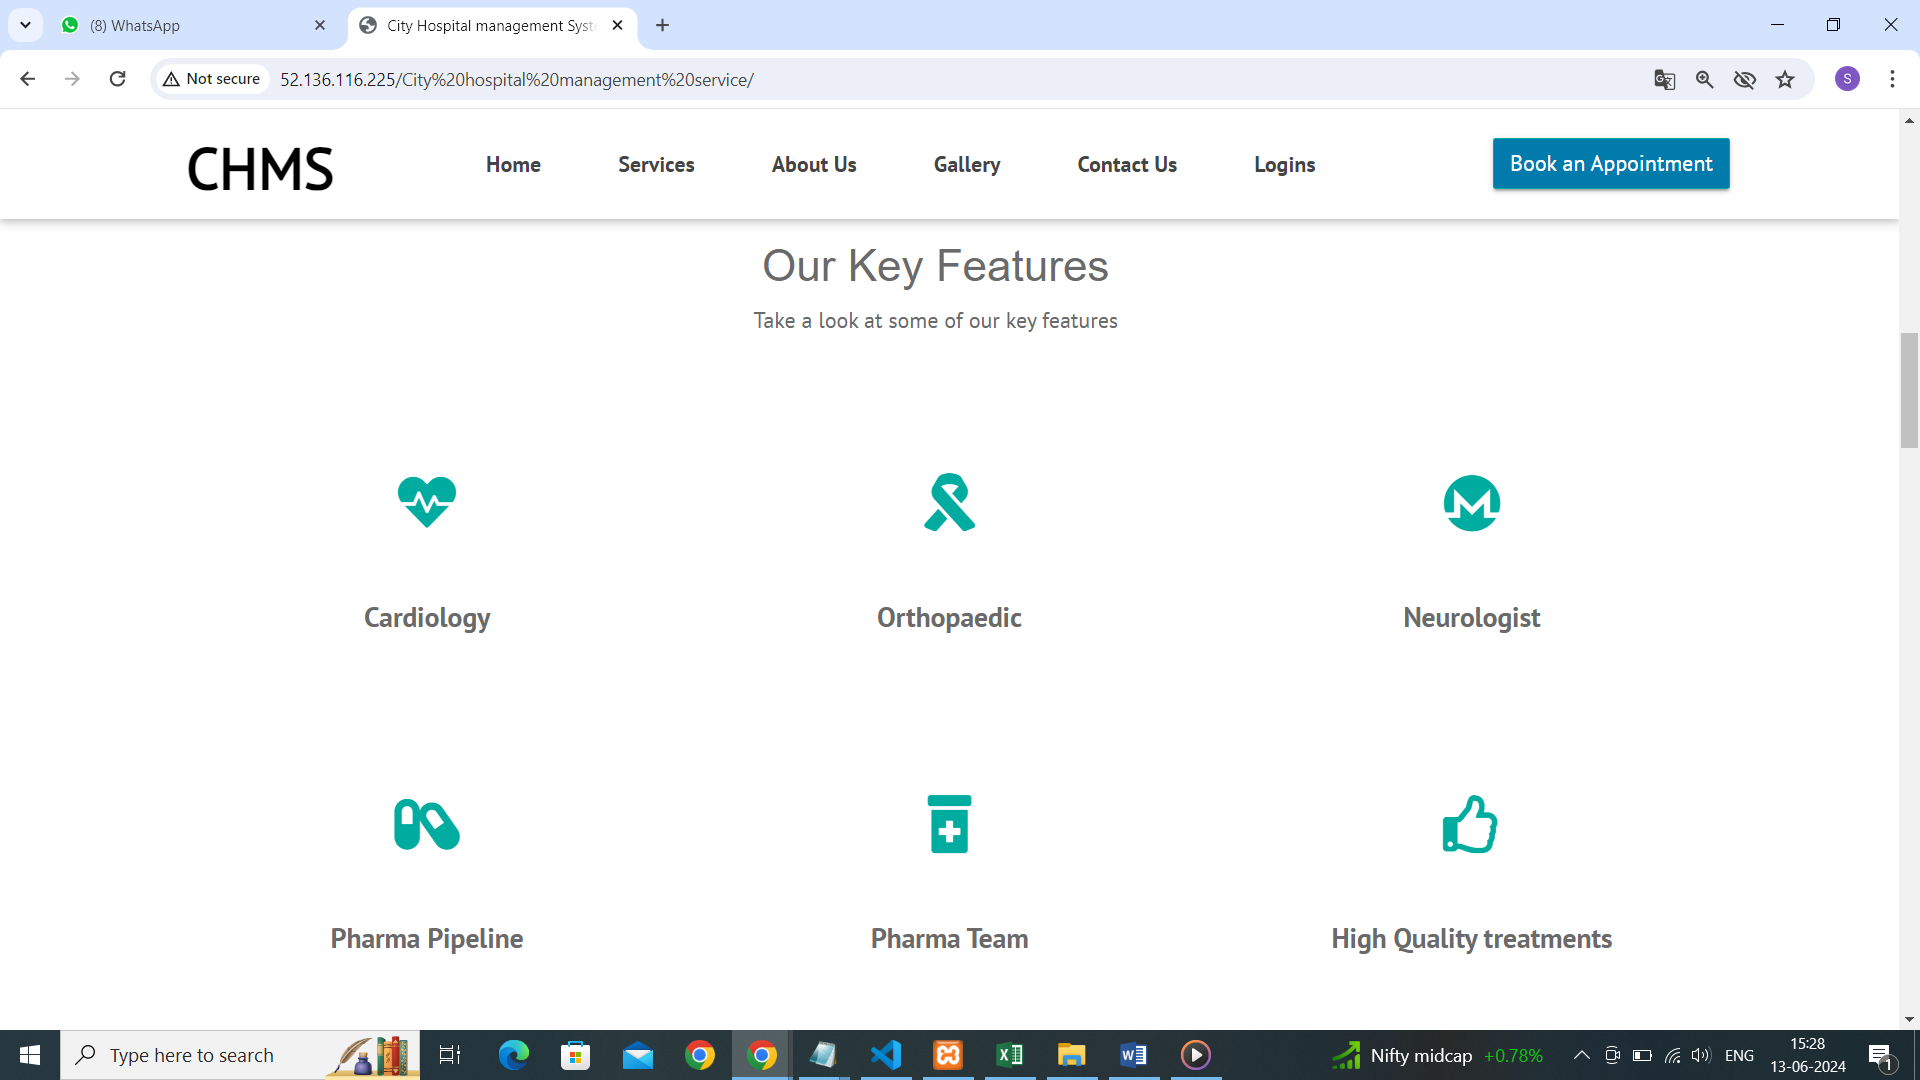 (8) WhatsApp
City Hospital management Syst
Not secure
52.136.116.225/City%20hospital%20management%20service/
S
CHMS
Home
Services
About Us
Gallery
Contact Us
Logins
Book an Appointment
Our Key Features
Take a look at some of our key features
Cardiology
Orthopaedic
Neurologist
Pharma Pipeline
Pharma Team
High Quality treatments
Type here to search
Nifty midcap +0.78%
ENG
15:28
13-06-2024
1